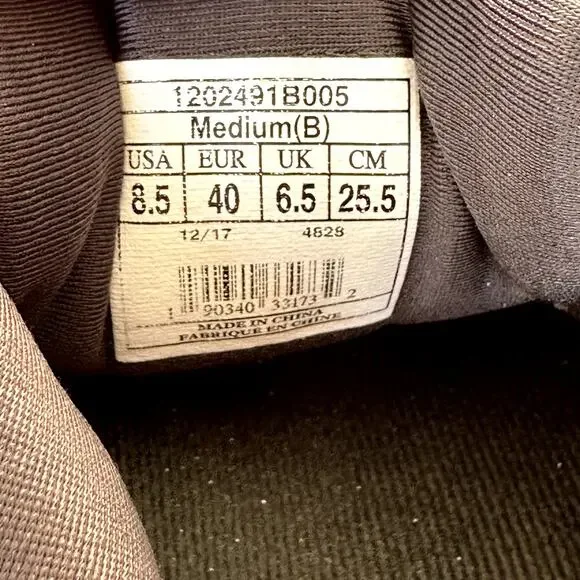 1202491B005
Medium(B)
USA EUR UK CM
8.5 40 6.5 25.5
12/17 4828
1 90340 33173 2
MADE IN CHINA
FABRIQUE EN CHINE